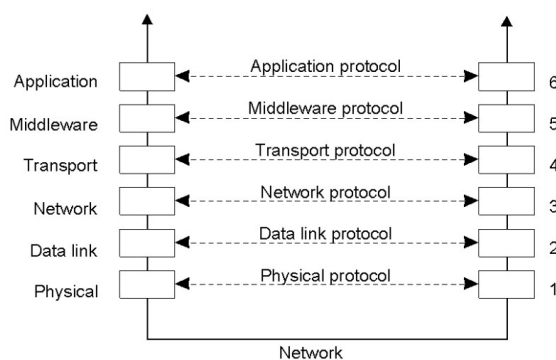 Application Application protocol 6
Middleware Middleware protocol 5
Transport Transport protocol 4
Network Network protocol 3
Data link Data link protocol 2
Physical Physical protocol 1
Network